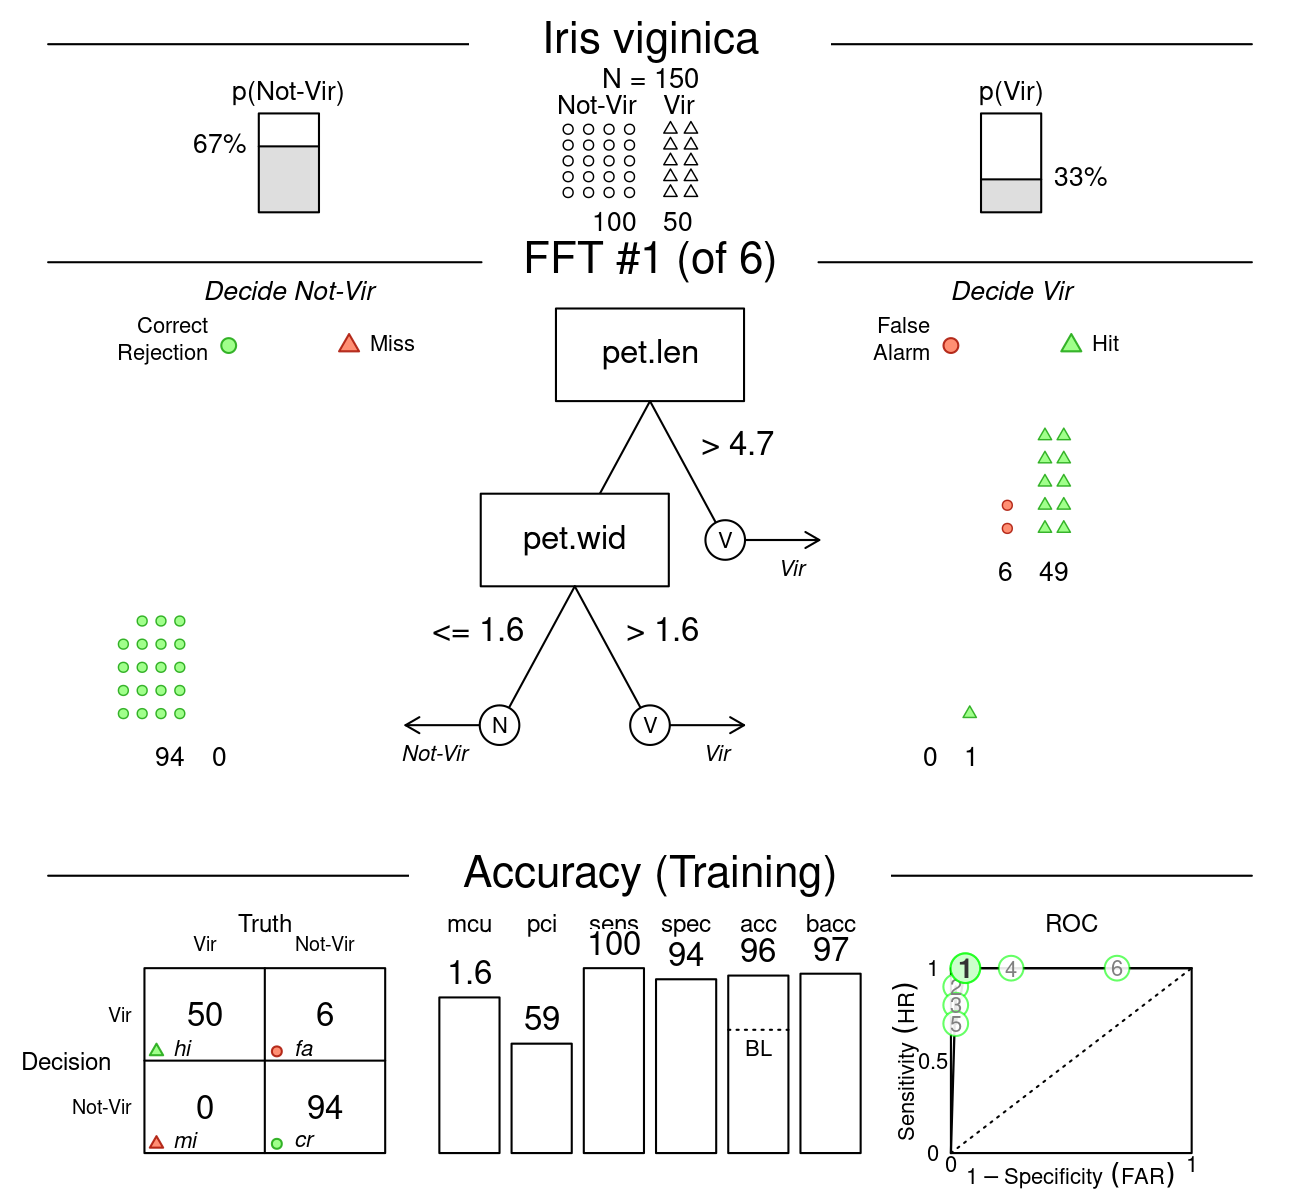 Iris viginica
N = 150
p(Not-Vir)
Not-Vir Vir
p(Vir)
67%
33%
100 50
FFT #1 (of 6)
Decide Not-Vir
Decide Vir
Correct
Rejection
Miss
False
Alarm
Hit
pet.len
> 4.7
pet.wid
V
Vir
6 49
<= 1.6
> 1.6
N
Not-Vir
V
Vir
94 0
0 1
Accuracy (Training)
Truth
Vir Not-Vir
Decision
Vir
50
hi
6
fa
Not-Vir
0
mi
94
cr
mcu pci sens spec acc bacc
1.6 59 100 94 96 97
BL
ROC
1
1 4 6
2
3
5
0.5
0
Sensitivity (HR)
0 1
1 – Specificity (FAR)